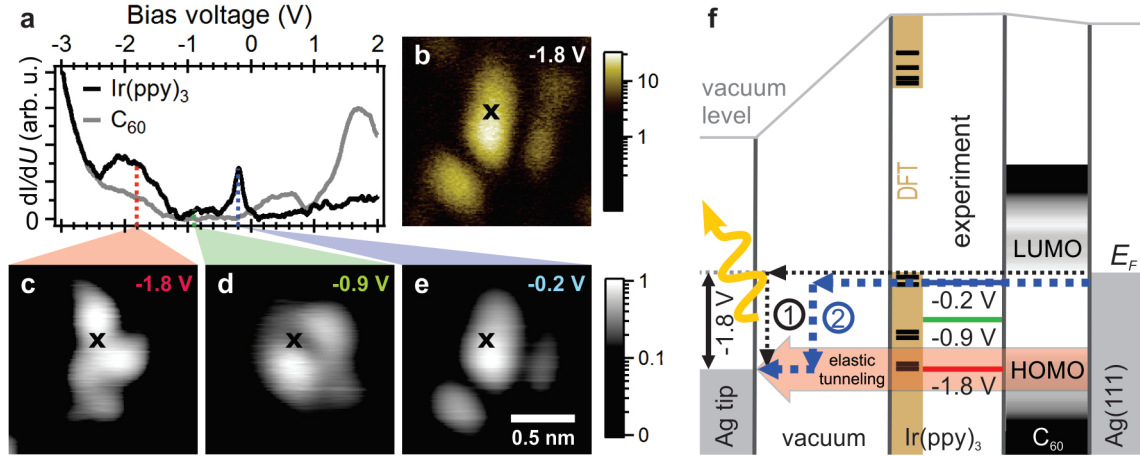 a
Bias voltage (V)
-3 -2 -1 0 1 2
dI/dU (arb. u.)
0
Ir(ppy)3
C60
b
-1.8 V
x
10
1
c
-1.8 V
x
d
-0.9 V
x
e
-0.2 V
x
0.5 nm
1
0.1
0
f
vacuum
level
DFT
experiment
LUMO
EF
-1.8 V
1
2
-0.2 V
-0.9 V
elastic
tunneling
-1.8 V
HOMO
Ag tip
vacuum
Ir(ppy)3
C60
Ag(111)